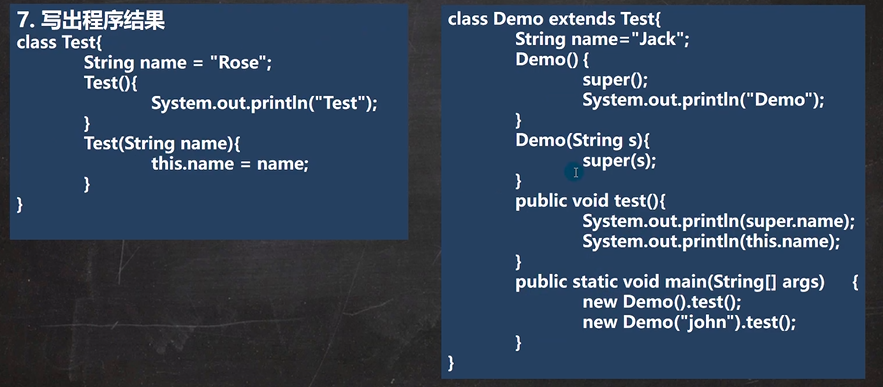 7. 写出程序结果
class Test{
String name = "Rose";
Test(){
System.out.println("Test");
}
Test(String name){
this.name = name;
}
}
class Demo extends Test{
String name="Jack";
Demo() {
super();
System.out.println("Demo");
}
Demo(String s){
super(s);
}
public void test(){
System.out.println(super.name);
System.out.println(this.name);
}
public static void main(String[] args) {
new Demo().test();
new Demo("john").test();
}
}